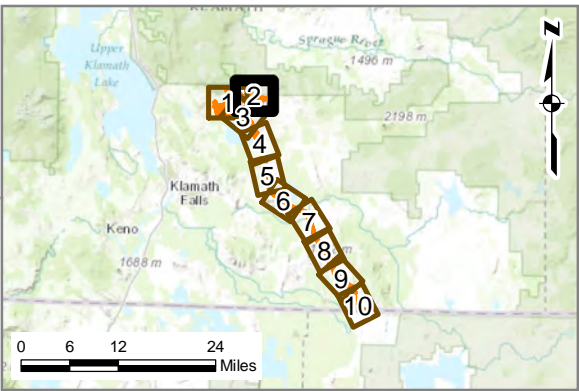 Upper
Klamath
Lake
Sprague River
1496 m
2198 m
1
2
3
4
5
6
7
8
9
10
Klamath
Falls
Keno
1688 m
m
N
0 6 12 24
Miles